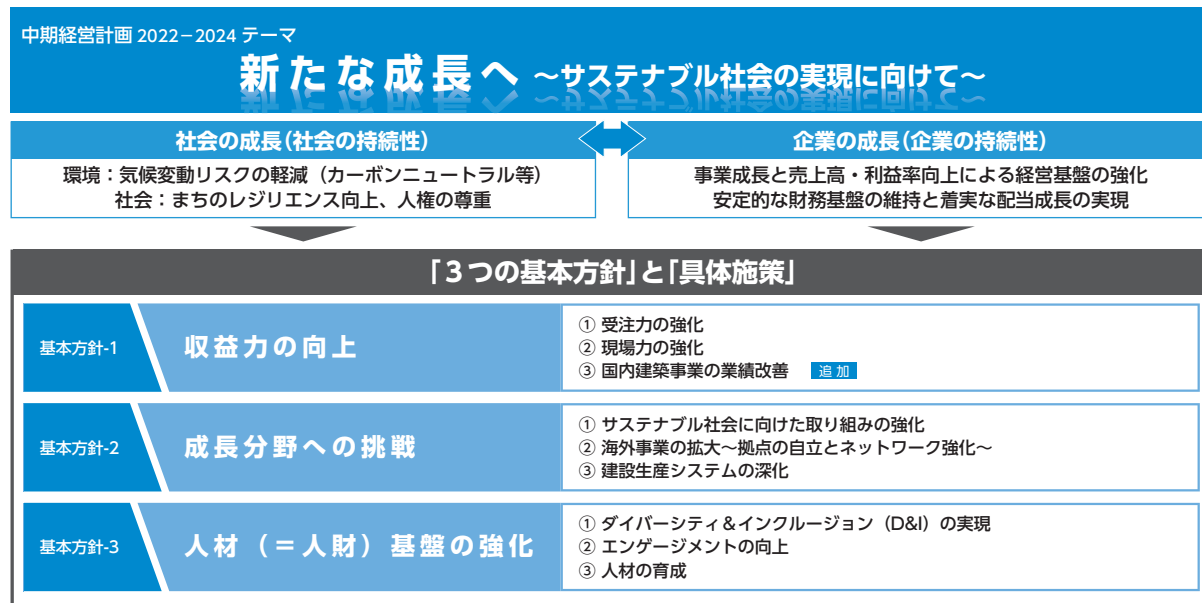 中期経営計画 2022−2024 テーマ
新たな成長へ ～サステナブル社会の実現に向けて～
社会の成長(社会の持続性)
環境：気候変動リスクの軽減（カーボンニュートラル等）
社会：まちのレジリエンス向上、人権の尊重
企業の成長(企業の持続性)
事業成長と売上高・利益率向上による経営基盤の強化
安定的な財務基盤の維持と着実な配当成長の実現
「３つの基本方針」と「具体施策」
基本方針-1
収益力の向上
① 受注力の強化
② 現場力の強化
③ 国内建築事業の業績改善 追加
基本方針-2
成長分野への挑戦
① サステナブル社会に向けた取り組みの強化
② 海外事業の拡大～拠点の自立とネットワーク強化～
③ 建設生産システムの深化
基本方針-3
人材（＝人財）基盤の強化
① ダイバーシティ＆インクルージョン（D&I）の実現
② エンゲージメントの向上
③ 人材の育成